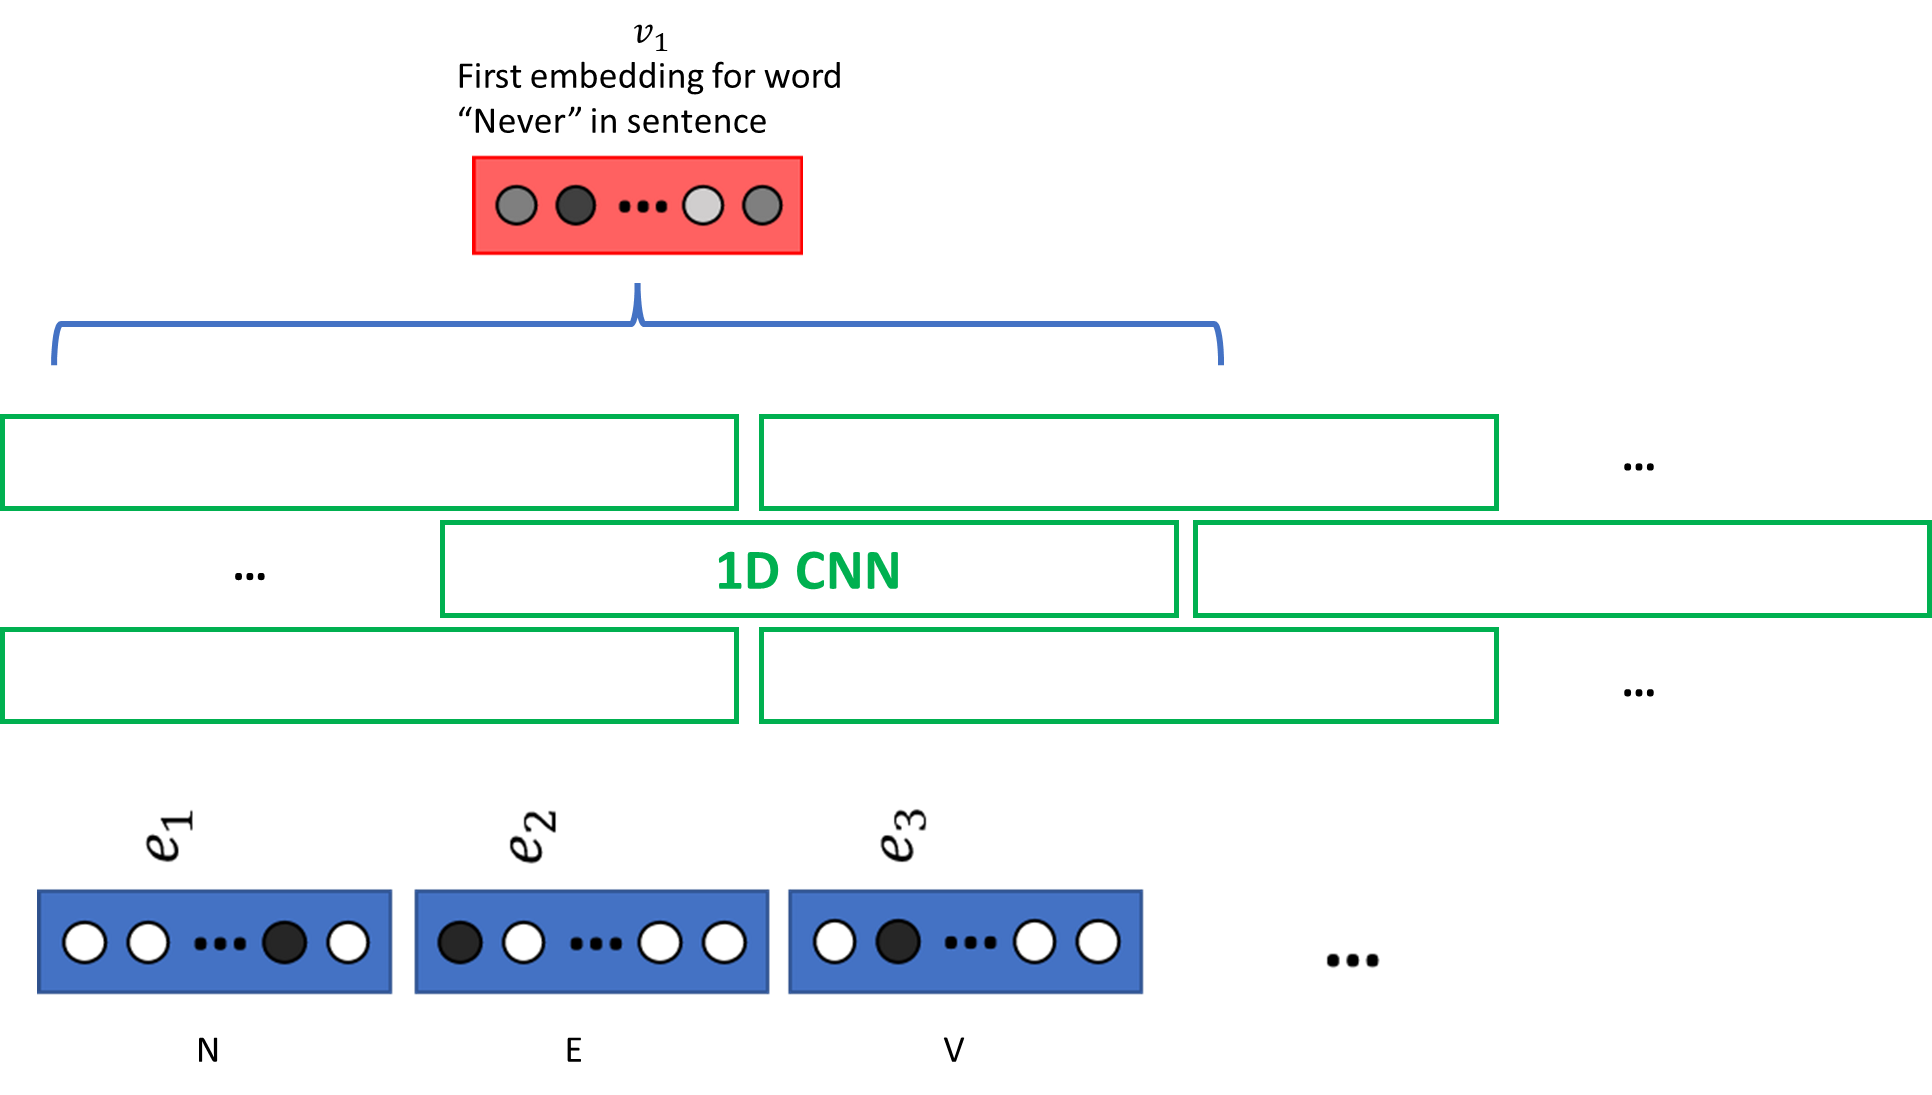 v₁
First embedding for word
“Never” in sentence
...
...
1D CNN
...
e₁ e₂ e₃
...
N E V